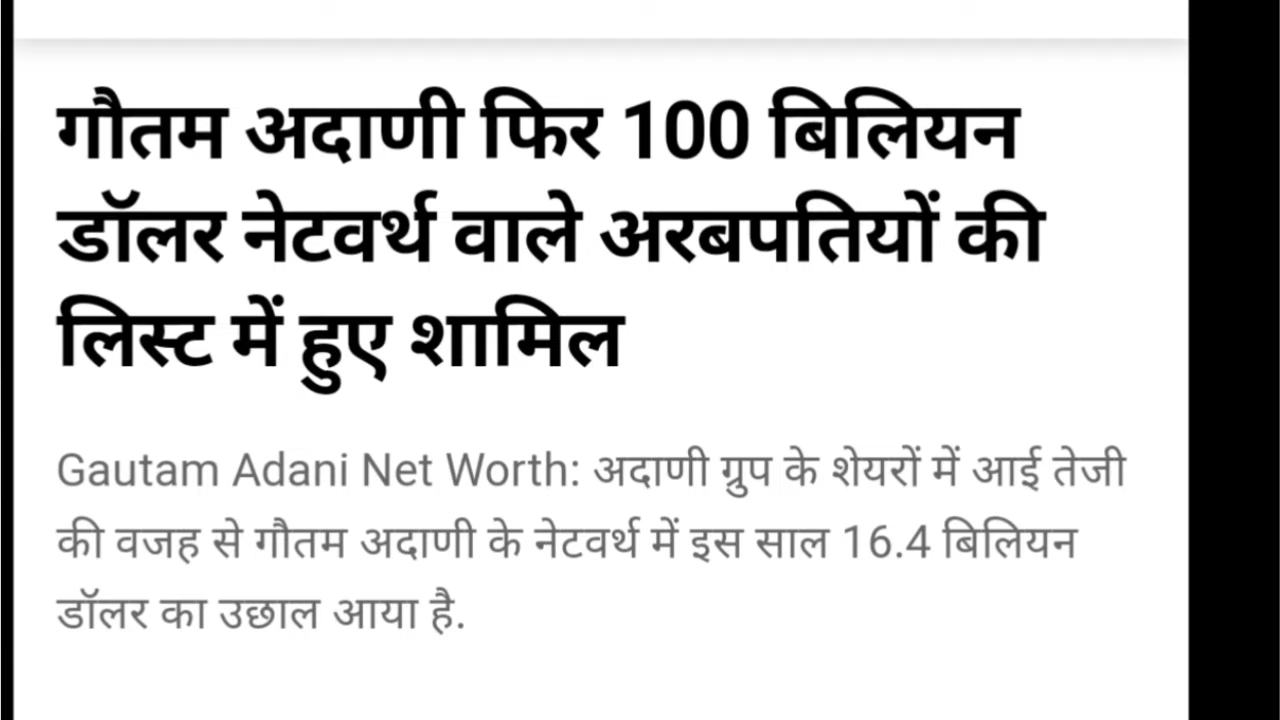 गौतम अदाणी फिर 100 बिलियन
डॉलर नेटवर्थ वाले अरबपतियों की
लिस्ट में हुए शामिल
Gautam Adani Net Worth: अदाणी ग्रुप के शेयरों में आई तेजी
की वजह से गौतम अदाणी के नेटवर्थ में इस साल 16.4 बिलियन
डॉलर का उछाल आया है.